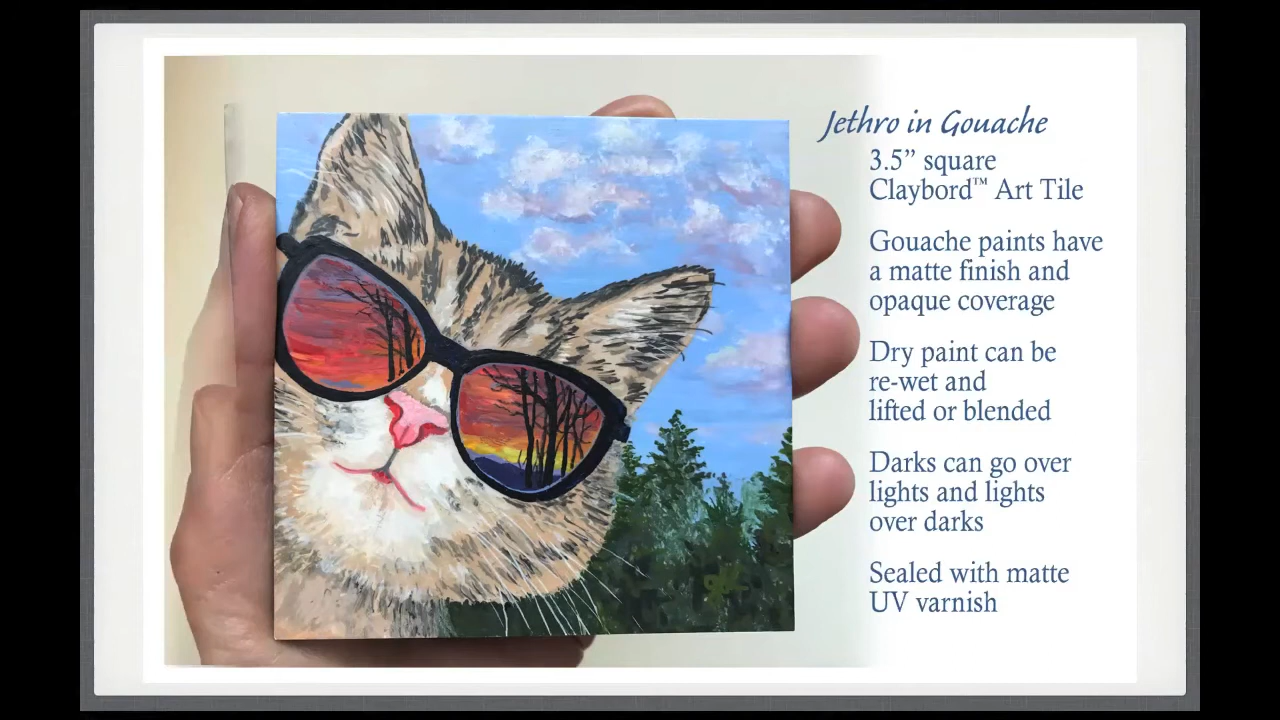 Jethro in Gouache
3.5” square
Claybord™ Art Tile
Gouache paints have
a matte finish and
opaque coverage
Dry paint can be
re-wet and
lifted or blended
Darks can go over
lights and lights
over darks
Sealed with matte
UV varnish